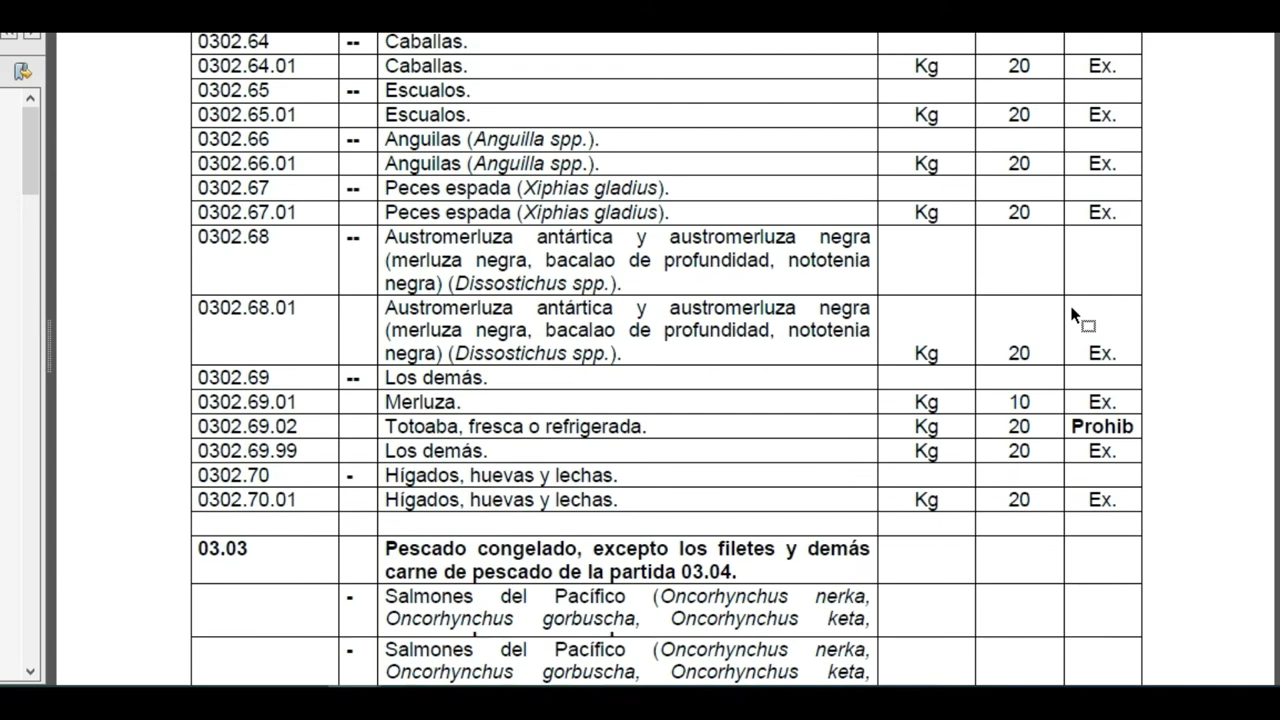 0302.64 -- Caballas.
0302.64.01 Caballas. Kg 20 Ex.
0302.65 -- Escualos.
0302.65.01 Escualos. Kg 20 Ex.
0302.66 -- Anguilas (Anguilla spp.).
0302.66.01 Anguilas (Anguilla spp.). Kg 20 Ex.
0302.67 -- Peces espada (Xiphias gladius).
0302.67.01 Peces espada (Xiphias gladius). Kg 20 Ex.
0302.68 -- Austromerluza antártica y austromerluza negra
(merluza negra, bacalao de profundidad, nototenia
negra) (Dissostichus spp.).
0302.68.01 Austromerluza antártica y austromerluza negra
(merluza negra, bacalao de profundidad, nototenia
negra) (Dissostichus spp.). Kg 20 Ex.
0302.69 -- Los demás.
0302.69.01 Merluza. Kg 10 Ex.
0302.69.02 Totoaba, fresca o refrigerada. Kg 20 Prohib
0302.69.99 Los demás. Kg 20 Ex.
0302.70 - Hígados, huevas y lechas.
0302.70.01 Hígados, huevas y lechas. Kg 20 Ex.
03.03 Pescado congelado, excepto los filetes y demás
carne de pescado de la partida 03.04.
- Salmones del Pacífico (Oncorhynchus nerka,
Oncorhynchus gorbuscha, Oncorhynchus keta,
- Salmones del Pacífico (Oncorhynchus nerka,
Oncorhynchus gorbuscha, Oncorhynchus keta,